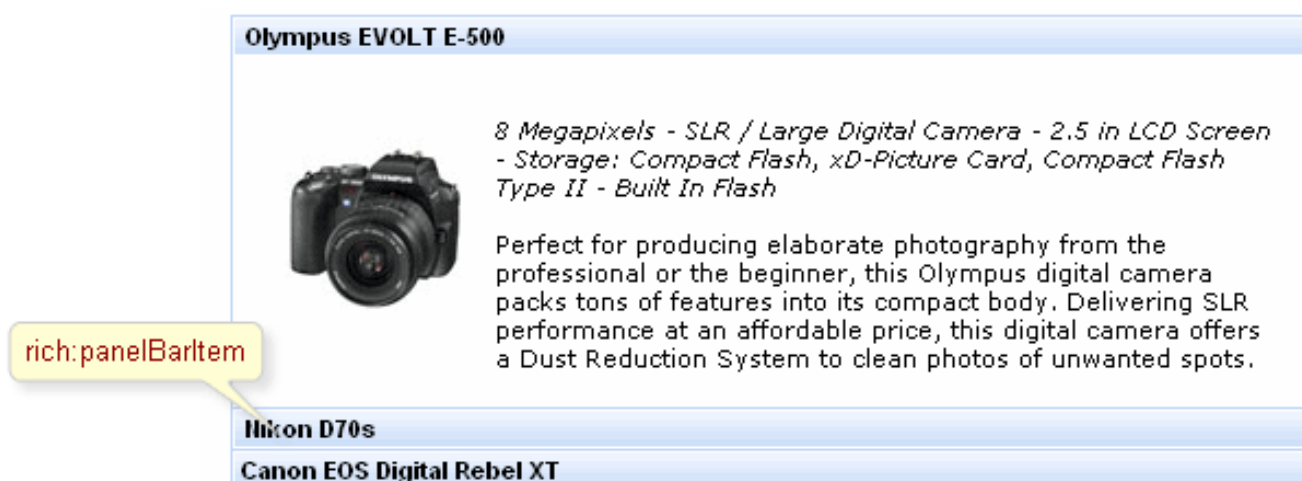 Olympus EVOLT E-500
8 Megapixels - SLR / Large Digital Camera - 2.5 in LCD Screen
- Storage: Compact Flash, xD-Picture Card, Compact Flash
Type II - Built In Flash
Perfect for producing elaborate photography from the
professional or the beginner, this Olympus digital camera
packs tons of features into its compact body. Delivering SLR
performance at an affordable price, this digital camera offers
a Dust Reduction System to clean photos of unwanted spots.
rich:panelBarItem
Nikon D70s
Canon EOS Digital Rebel XT